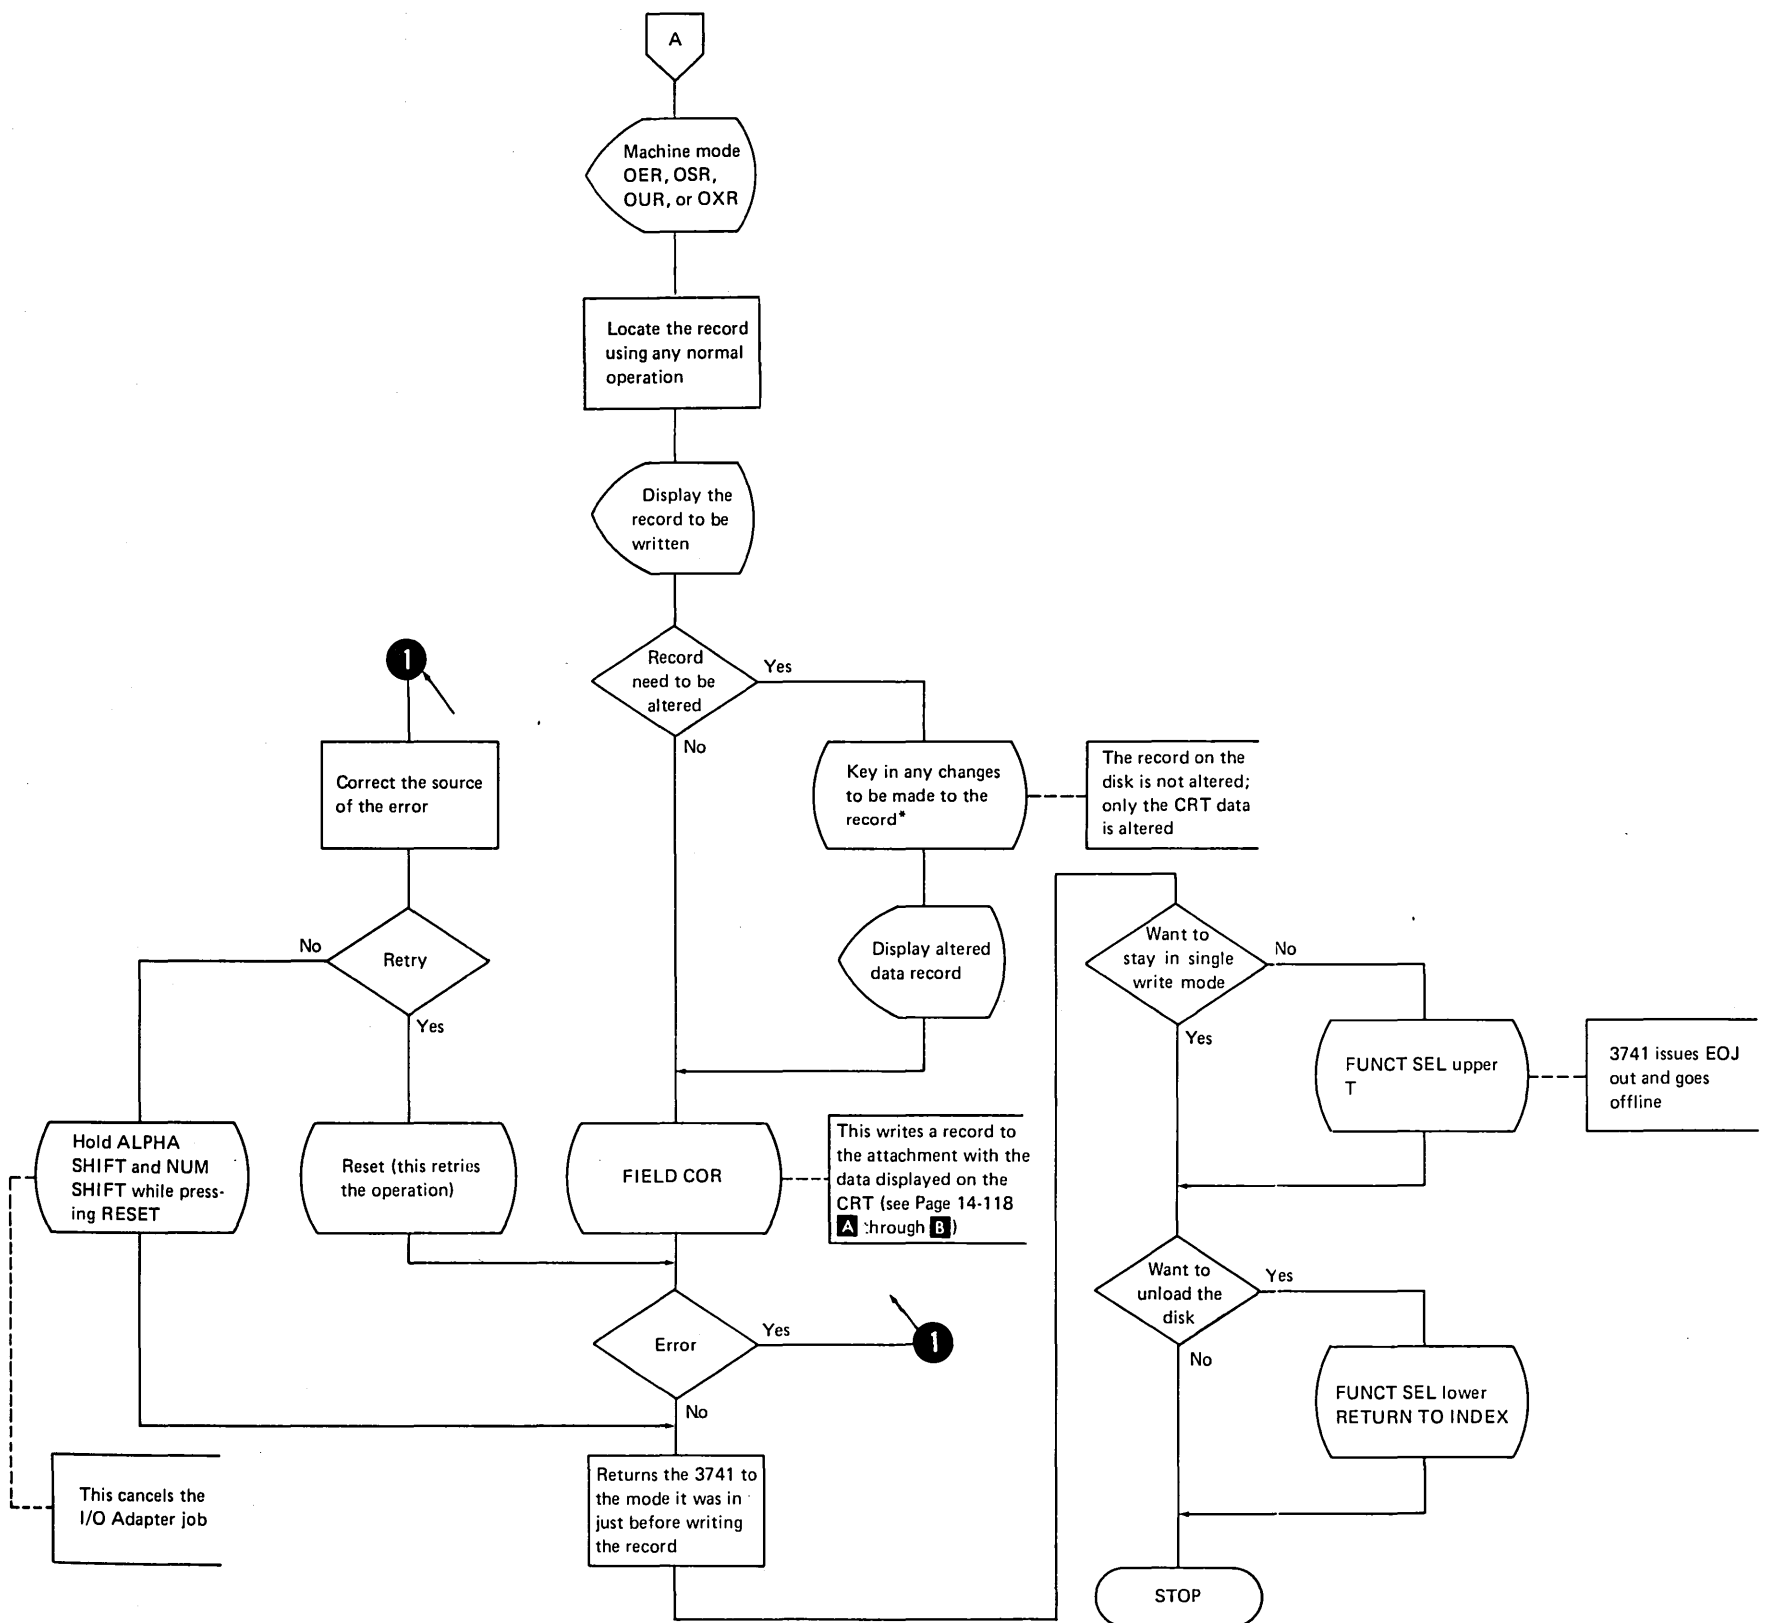 A
Machine mode
OER, OSR,
OUR, or OXR
Locate the record
using any normal
operation
Display the
record to be
written
Record
need to be
altered
Yes
No
Key in any changes
to be made to the
record*
The record on the
disk is not altered;
only the CRT data
is altered
Display altered
data record
1
Correct the source
of the error
Retry
No
Yes
Hold ALPHA
SHIFT and NUM
SHIFT while press-
ing RESET
Reset (this retries
the operation)
FIELD COR
This writes a record to
the attachment with the
data displayed on the
CRT (see Page 14-118
A through B)
Error
Yes
1
No
This cancels the
I/O Adapter job
Returns the 3741 to
the mode it was in
just before writing
the record
Want to
stay in single
write mode
No
Yes
FUNCT SEL upper
T
3741 issues EOJ
out and goes
offline
Want to
unload the
disk
Yes
No
FUNCT SEL lower
RETURN TO INDEX
STOP